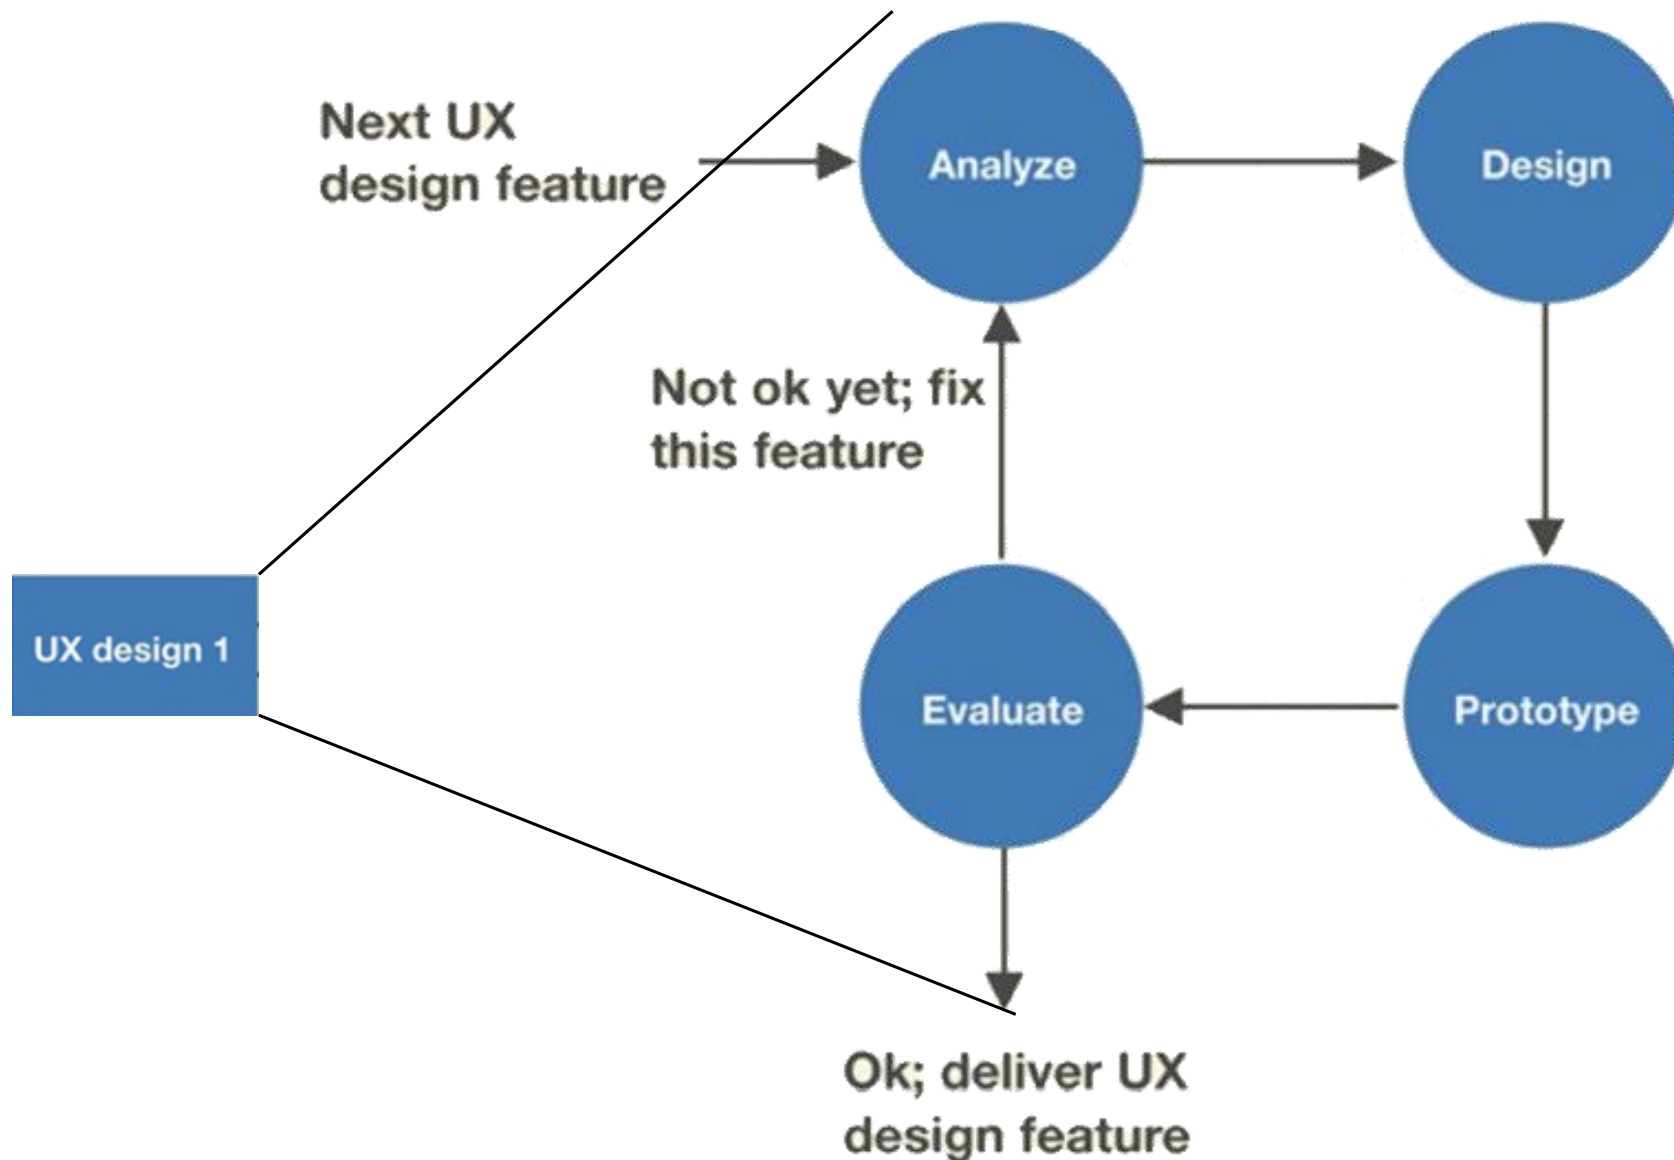 Next UX
design feature
Analyze
Design
Not ok yet; fix
this feature
UX design 1
Evaluate
Prototype
Ok; deliver UX
design feature